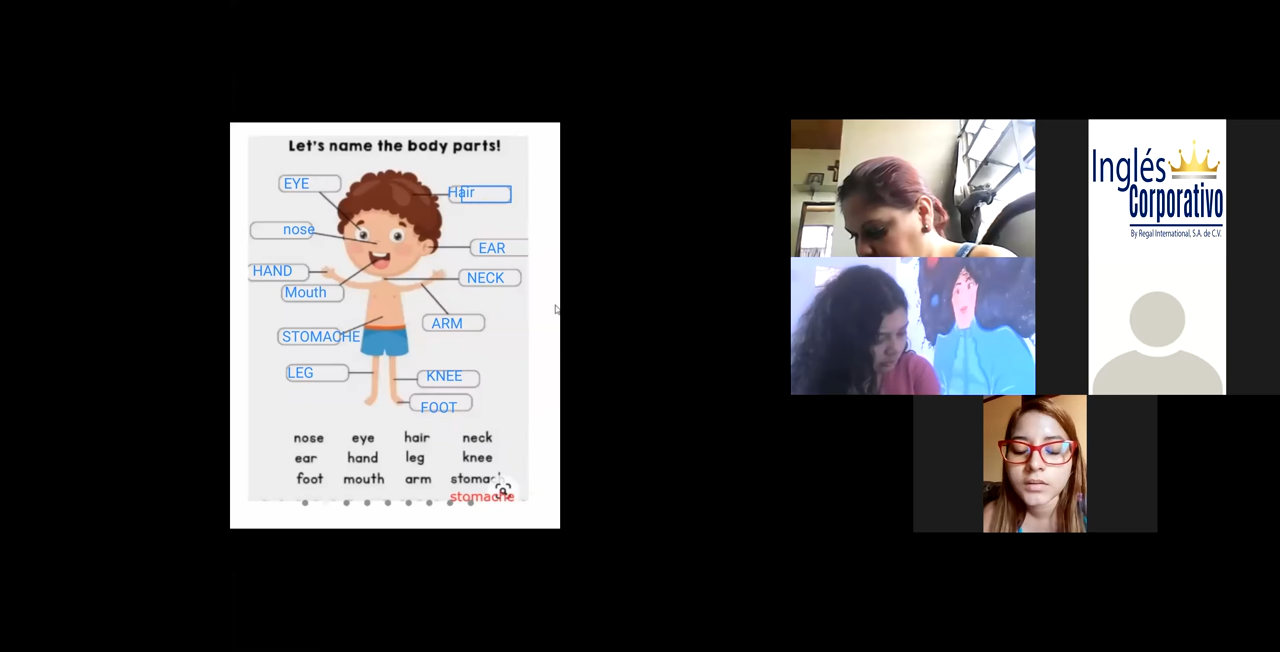 Let's name the body parts!
EYE
Hair
nose
EAR
HAND
NECK
Mouth
ARM
STOMACHE
LEG
KNEE
FOOT
nose eye hair neck
ear hand leg knee
foot mouth arm
stomache
Inglés
Corporativo
By Regal International, S.A. de C.V.